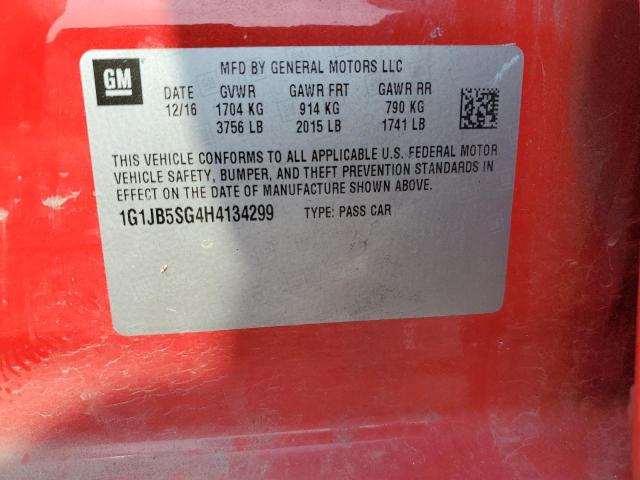 GM
MFD BY GENERAL MOTORS LLC
DATE GVWR GAWR FRT GAWR RR
12/16 1704 KG 914 KG 790 KG
3756 LB 2015 LB 1741 LB
THIS VEHICLE CONFORMS TO ALL APPLICABLE U.S. FEDERAL MOTOR
VEHICLE SAFETY, BUMPER, AND THEFT PREVENTION STANDARDS IN
EFFECT ON THE DATE OF MANUFACTURE SHOWN ABOVE.
1G1JB5SG4H4134299 TYPE: PASS CAR